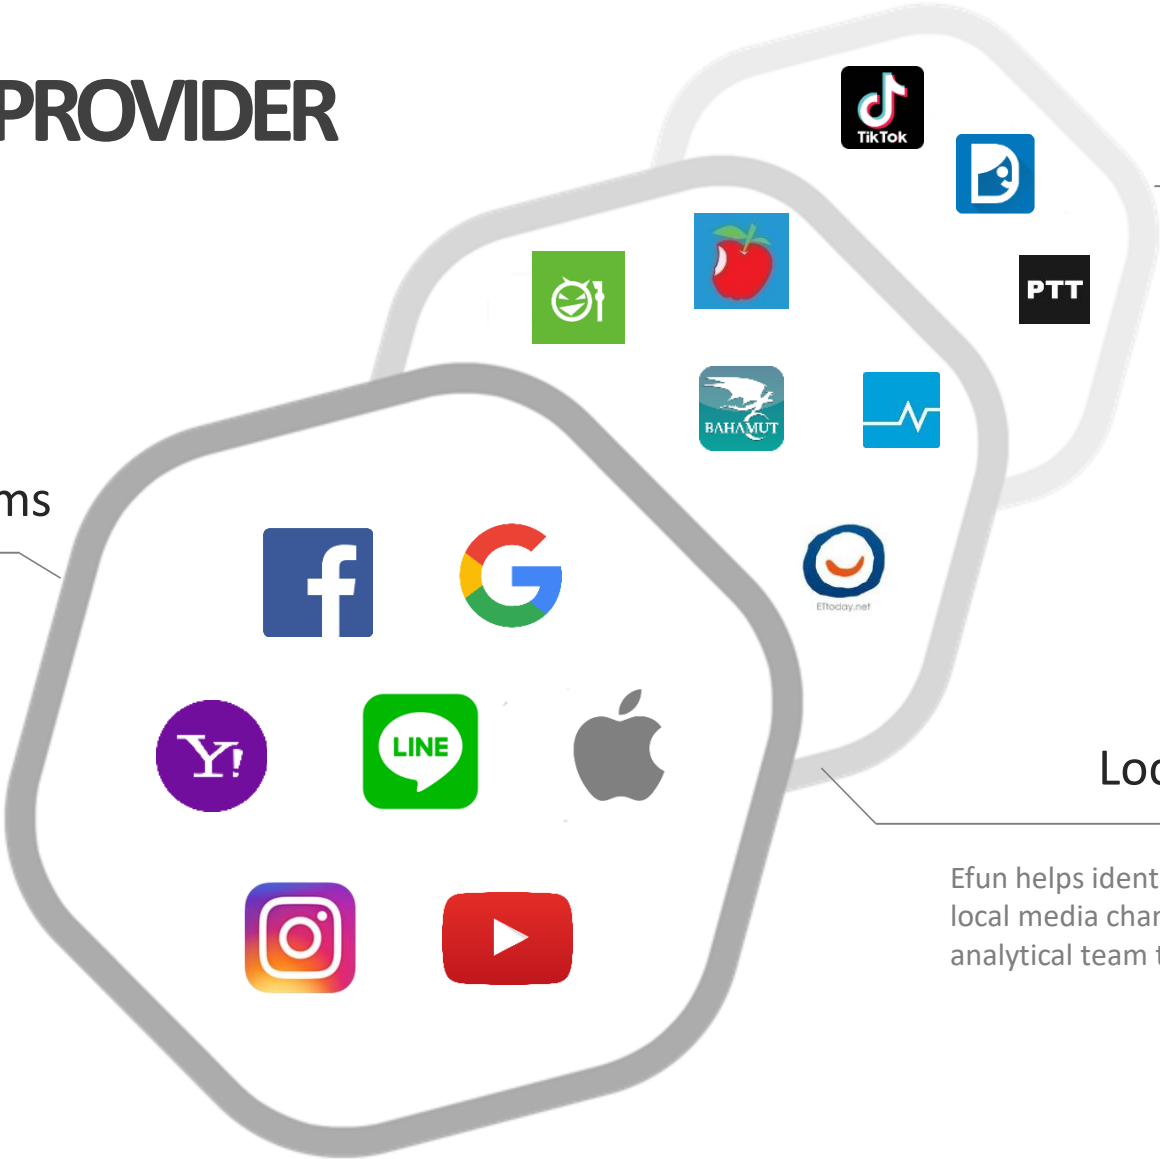 PROVIDER
TikTok
PTT
BAHAMUT
ms
ETtoday.net
Y!
LINE
Loc
Efun helps ident
local media char
analytical team t